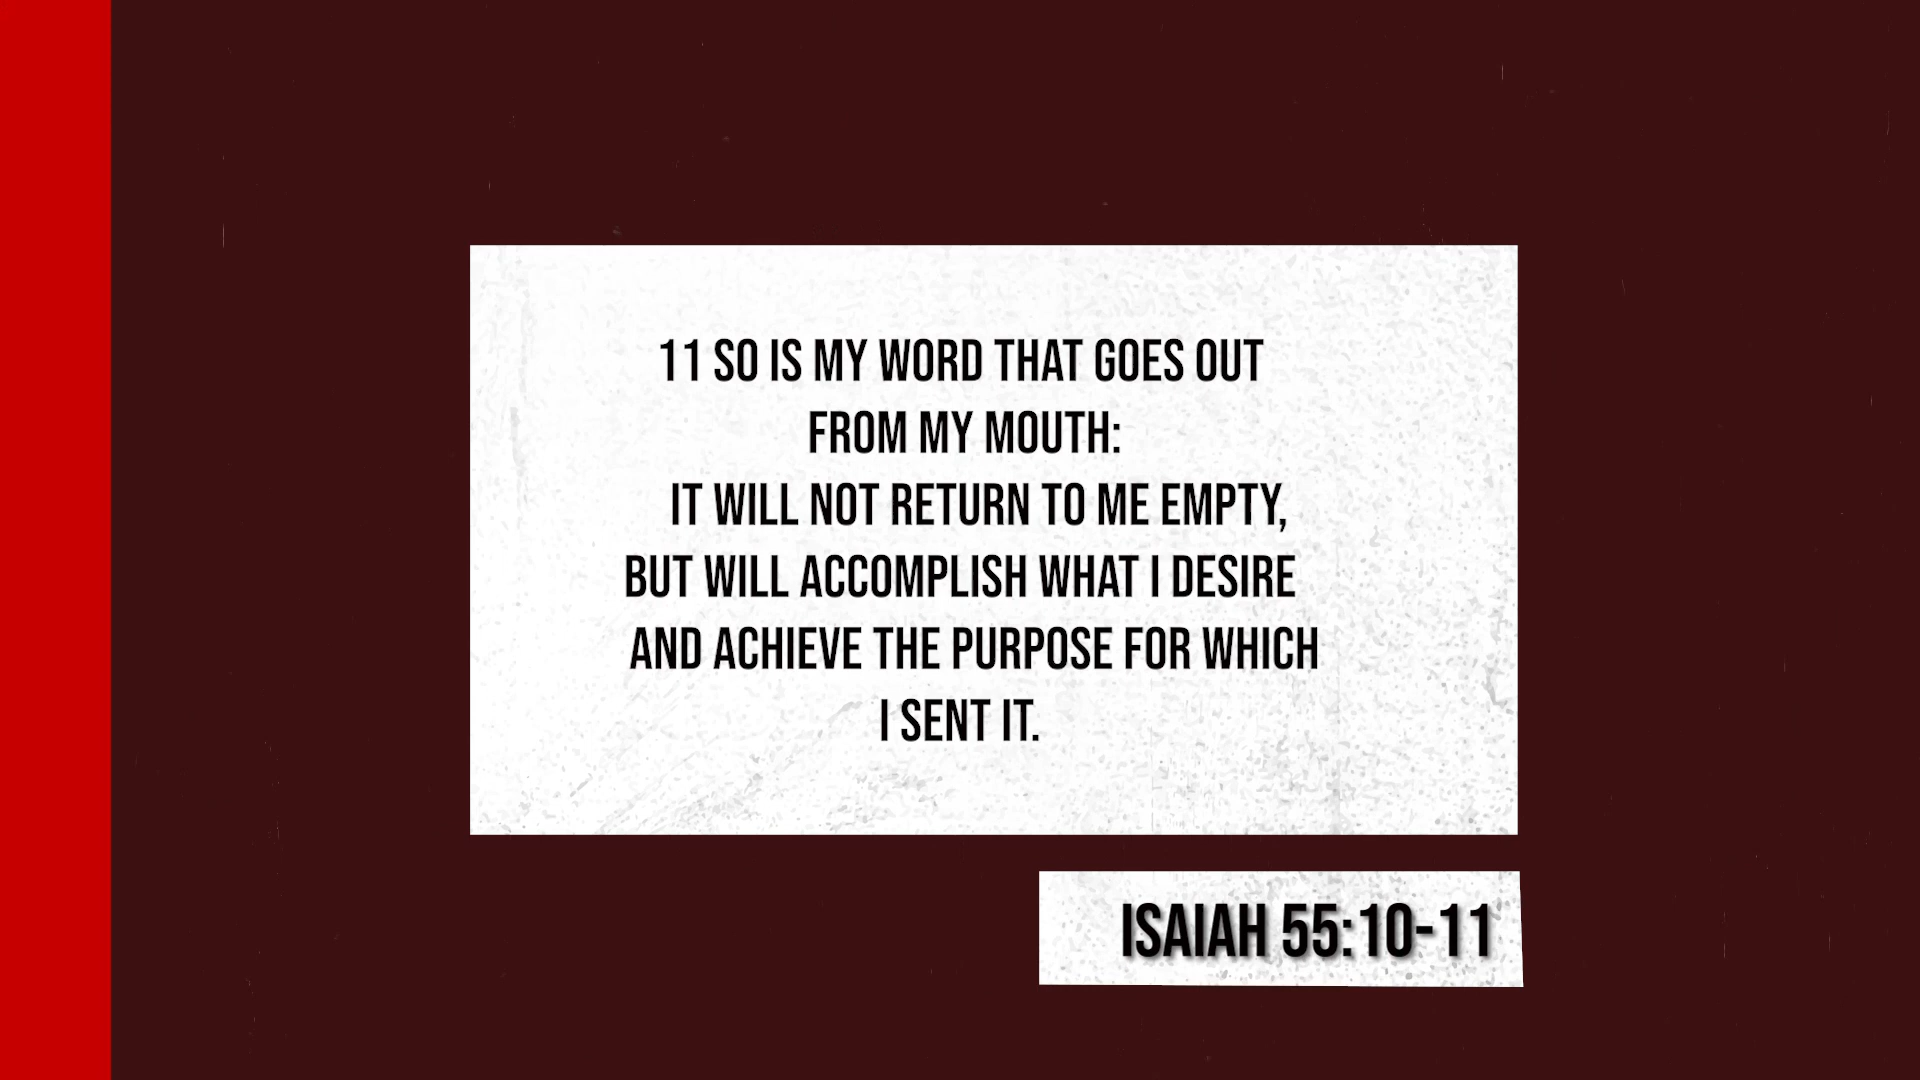 11 SO IS MY WORD THAT GOES OUT
FROM MY MOUTH:
IT WILL NOT RETURN TO ME EMPTY,
BUT WILL ACCOMPLISH WHAT I DESIRE
AND ACHIEVE THE PURPOSE FOR WHICH
I SENT IT.
ISAIAH 55:10-11